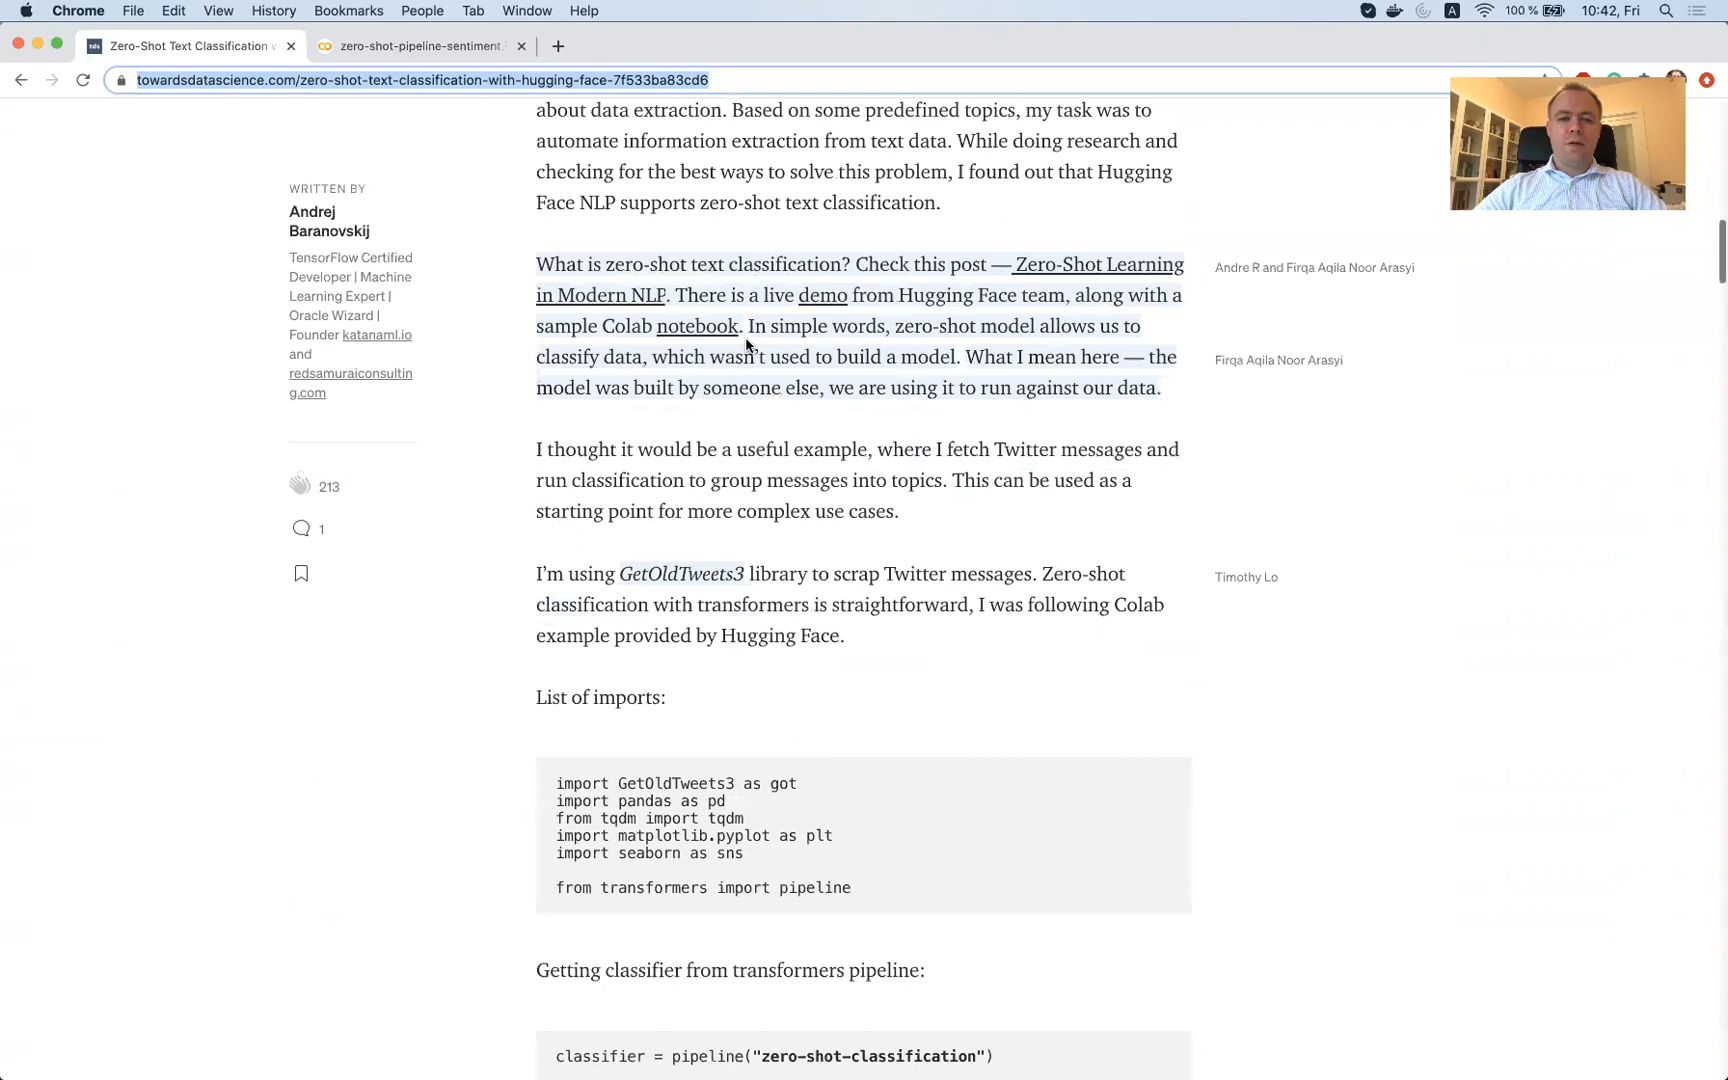 Chrome File Edit View History Bookmarks People Tab Window Help
A 100 % 10:42, Fri
tds Zero-Shot Text Classification
zero-shot-pipeline-sentiment.
towardsdatascience.com/zero-shot-text-classification-with-hugging-face-7f533ba83cd6
about data extraction. Based on some predefined topics, my task was to
automate information extraction from text data. While doing research and
checking for the best ways to solve this problem, I found out that Hugging
Face NLP supports zero-shot text classification.
WRITTEN BY
Andrej
Baranovskij
TensorFlow Certified
Developer | Machine
Learning Expert |
Oracle Wizard |
Founder katanaml.io
and
redsamuraiconsultin
g.com
213
1
What is zero-shot text classification? Check this post — Zero-Shot Learning
in Modern NLP. There is a live demo from Hugging Face team, along with a
sample Colab notebook. In simple words, zero-shot model allows us to
classify data, which wasn't used to build a model. What I mean here — the
model was built by someone else, we are using it to run against our data.
Andre R and Firqa Aqila Noor Arasyi
Firqa Aqila Noor Arasyi
I thought it would be a useful example, where I fetch Twitter messages and
run classification to group messages into topics. This can be used as a
starting point for more complex use cases.
I'm using GetOldTweets3 library to scrap Twitter messages. Zero-shot
classification with transformers is straightforward, I was following Colab
example provided by Hugging Face.
Timothy Lo
List of imports:
import GetOldTweets3 as got
import pandas as pd
from tqdm import tqdm
import matplotlib.pyplot as plt
import seaborn as sns
from transformers import pipeline
Getting classifier from transformers pipeline:
classifier = pipeline("zero-shot-classification")